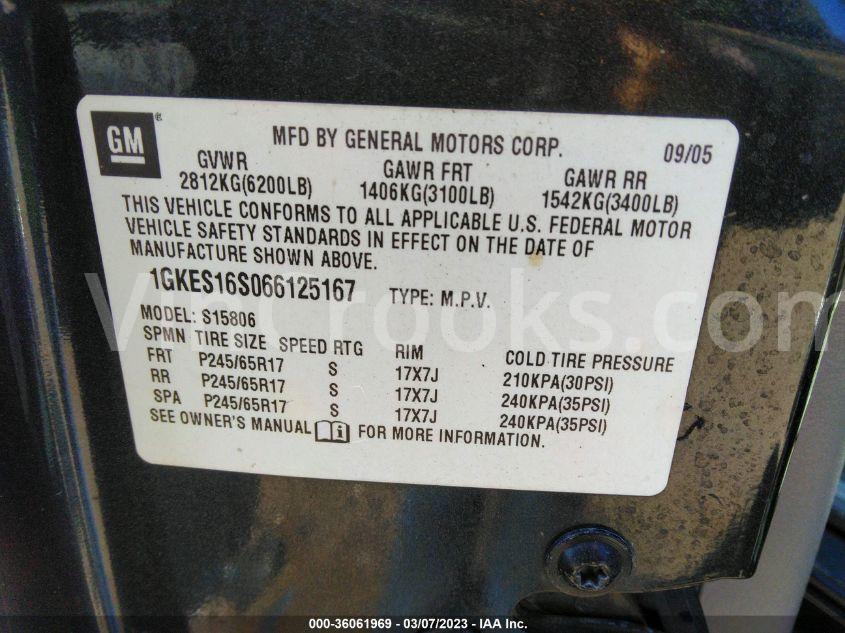 GM ®
MFD BY GENERAL MOTORS CORP. 09/05
GVWR GAWR FRT GAWR RR
2812KG(6200LB) 1406KG(3100LB) 1542KG(3400LB)
THIS VEHICLE CONFORMS TO ALL APPLICABLE U.S. FEDERAL MOTOR
VEHICLE SAFETY STANDARDS IN EFFECT ON THE DATE OF
MANUFACTURE SHOWN ABOVE.
1GKES16S066125167 TYPE: M.P.V.
VinCrooks.com
MODEL: S15806
SPMN TIRE SIZE SPEED RTG RIM COLD TIRE PRESSURE
FRT P245/65R17 S 17X7J 210KPA(30PSI)
RR P245/65R17 S 17X7J 240KPA(35PSI)
SPA P245/65R17 S 17X7J 240KPA(35PSI)
SEE OWNER'S MANUAL FOR MORE INFORMATION.
000-36061969 - 03/07/2023 - IAA Inc.